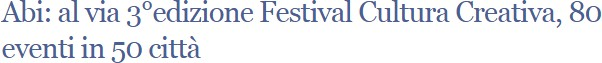 Abi: al via 3°edizione Festival Cultura Creativa, 80
eventi in 50 città